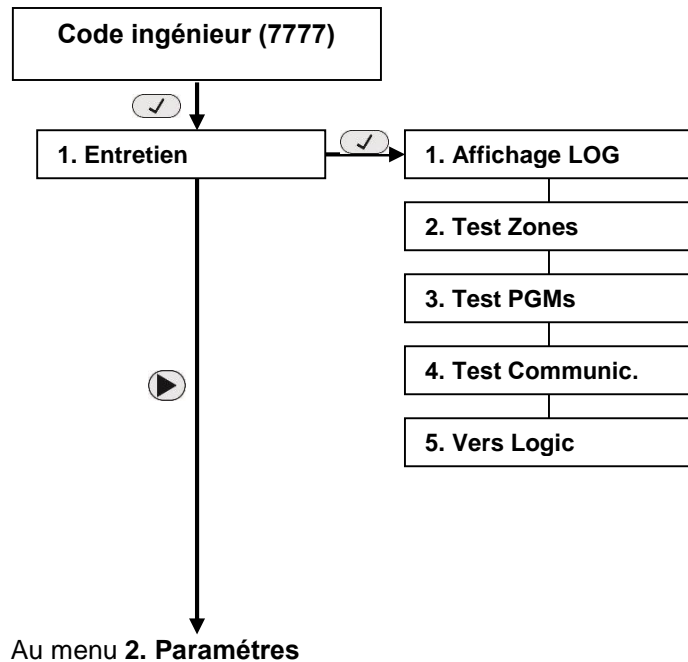 Code ingénieur (7777)
1. Entretien
1. Affichage LOG
2. Test Zones
3. Test PGMs
4. Test Communic.
5. Vers Logic
Au menu 2. Paramétres